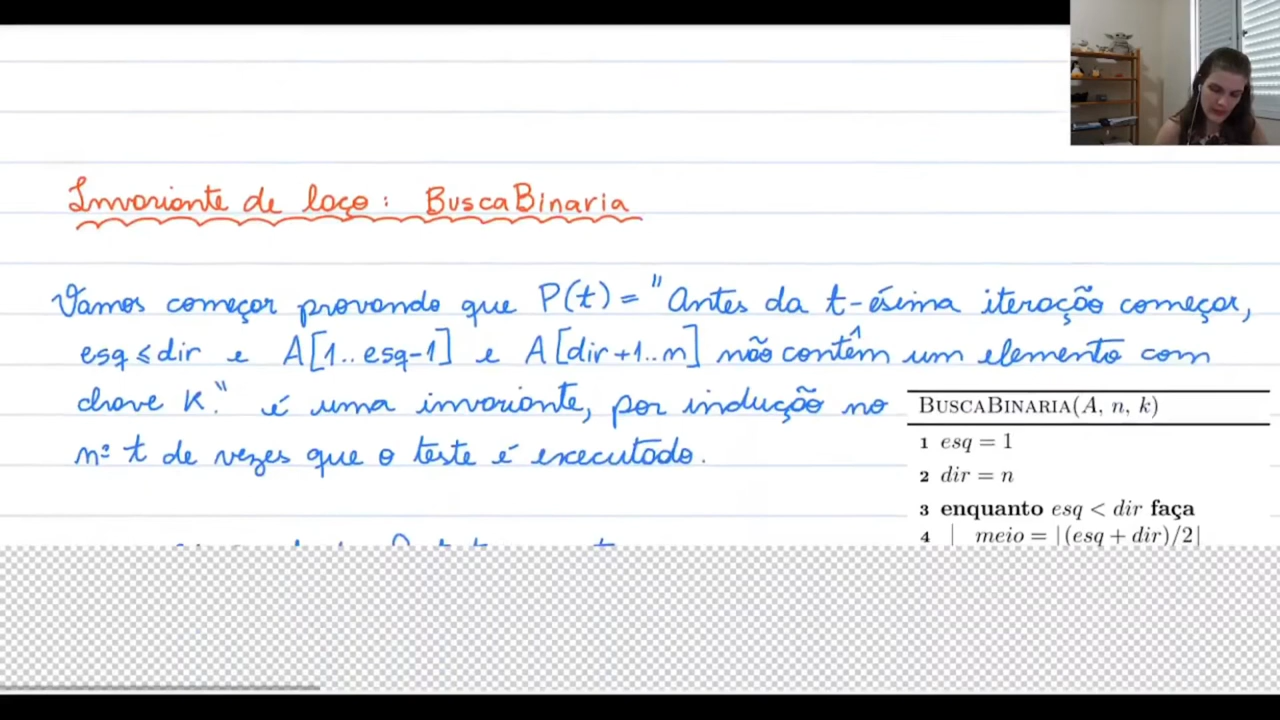 Invariante de laço: BuscaBinaria
Vamos começar provando que P(t) = "Antes da t-ésima iteração começar,
esq ⩽ dir e A[1..esq-1] e A[dir+1..n] não contêm um elemento com
chave K." é uma invariante, por indução no
nº t de vezes que o teste é executado.
BUSCABINARIA(A, n, k)
1 esq = 1
2 dir = n
3 enquanto esq < dir faça
4 meio = ⌊(esq + dir)/2⌋